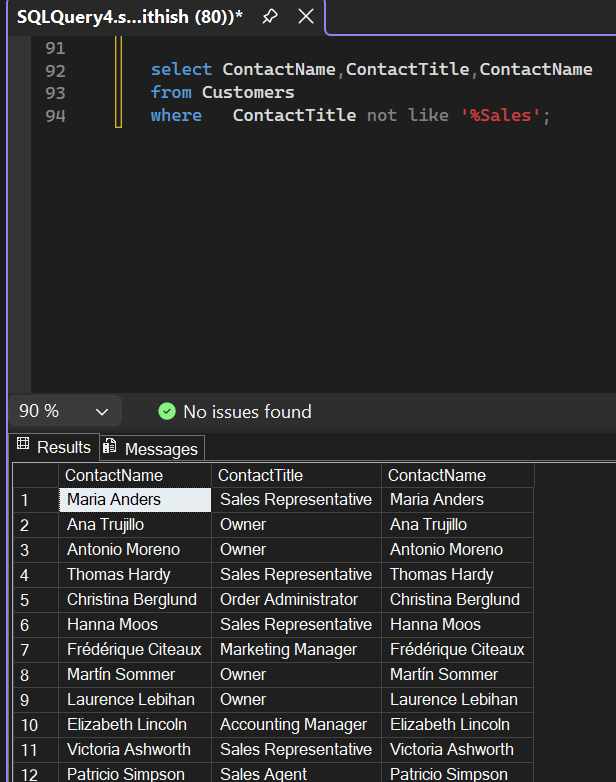 SQLQuery4.s...ithish (80))*
91
92 select ContactName,ContactTitle,ContactName
93 from Customers
94 where ContactTitle not like '%Sales';
90 % No issues found
Results Messages
ContactName ContactTitle ContactName
1 Maria Anders Sales Representative Maria Anders
2 Ana Trujillo Owner Ana Trujillo
3 Antonio Moreno Owner Antonio Moreno
4 Thomas Hardy Sales Representative Thomas Hardy
5 Christina Berglund Order Administrator Christina Berglund
6 Hanna Moos Sales Representative Hanna Moos
7 Frédérique Citeaux Marketing Manager Frédérique Citeaux
8 Martín Sommer Owner Martín Sommer
9 Laurence Lebihan Owner Laurence Lebihan
10 Elizabeth Lincoln Accounting Manager Elizabeth Lincoln
11 Victoria Ashworth Sales Representative Victoria Ashworth
12 Patricio Simpson Sales Agent Patricio Simpson